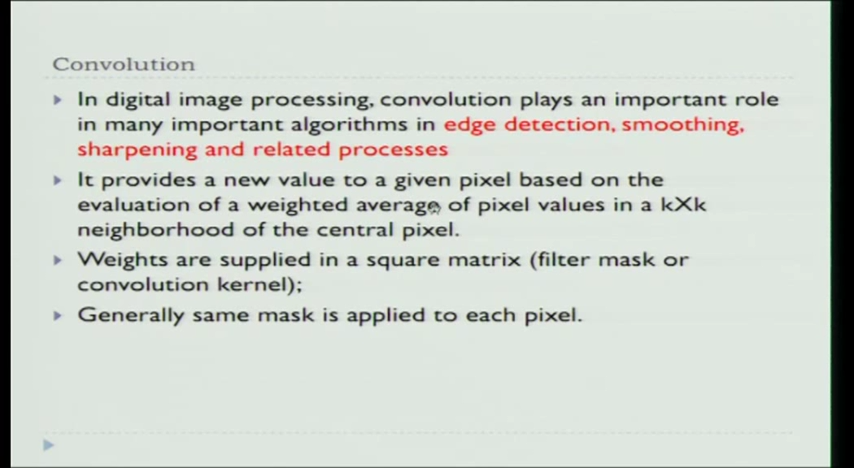 Convolution
In digital image processing, convolution plays an important role
in many important algorithms in edge detection, smoothing,
sharpening and related processes
It provides a new value to a given pixel based on the
evaluation of a weighted average of pixel values in a kXk
neighborhood of the central pixel.
Weights are supplied in a square matrix (filter mask or
convolution kernel);
Generally same mask is applied to each pixel.